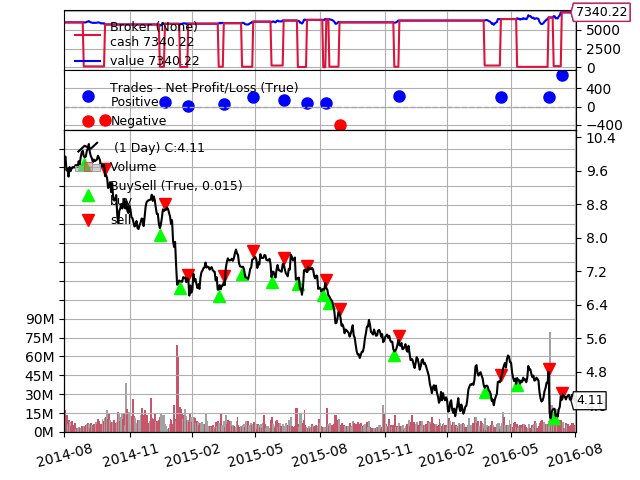 Broker (None)
cash 7340.22
value 7340.22
7340.22
5000
2500
0
Trades - Net Profit/Loss (True)
Positive
Negative
400
0
−400
(1 Day) C:4.11
Volume
BuySell (True, 0.015)
buy
sell
10.4
9.6
8.8
8.0
7.2
6.4
5.6
4.8
4.11
90M
75M
60M
45M
30M
15M
0M
2014-08
2014-11
2015-02
2015-05
2015-08
2015-11
2016-02
2016-05
2016-08